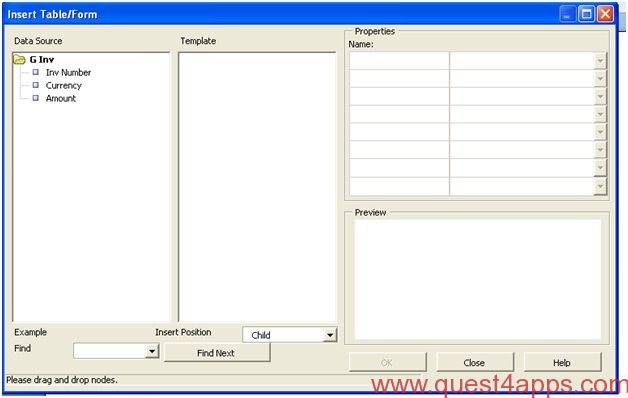 Insert Table/Form
Data Source
Template
Properties
Name:
G Inv
Inv Number
Currency
Amount
Preview
Example
Insert Position
Child
Find
Find Next
OK
Close
Help
Please drag and drop nodes.
www.quest4apps.com